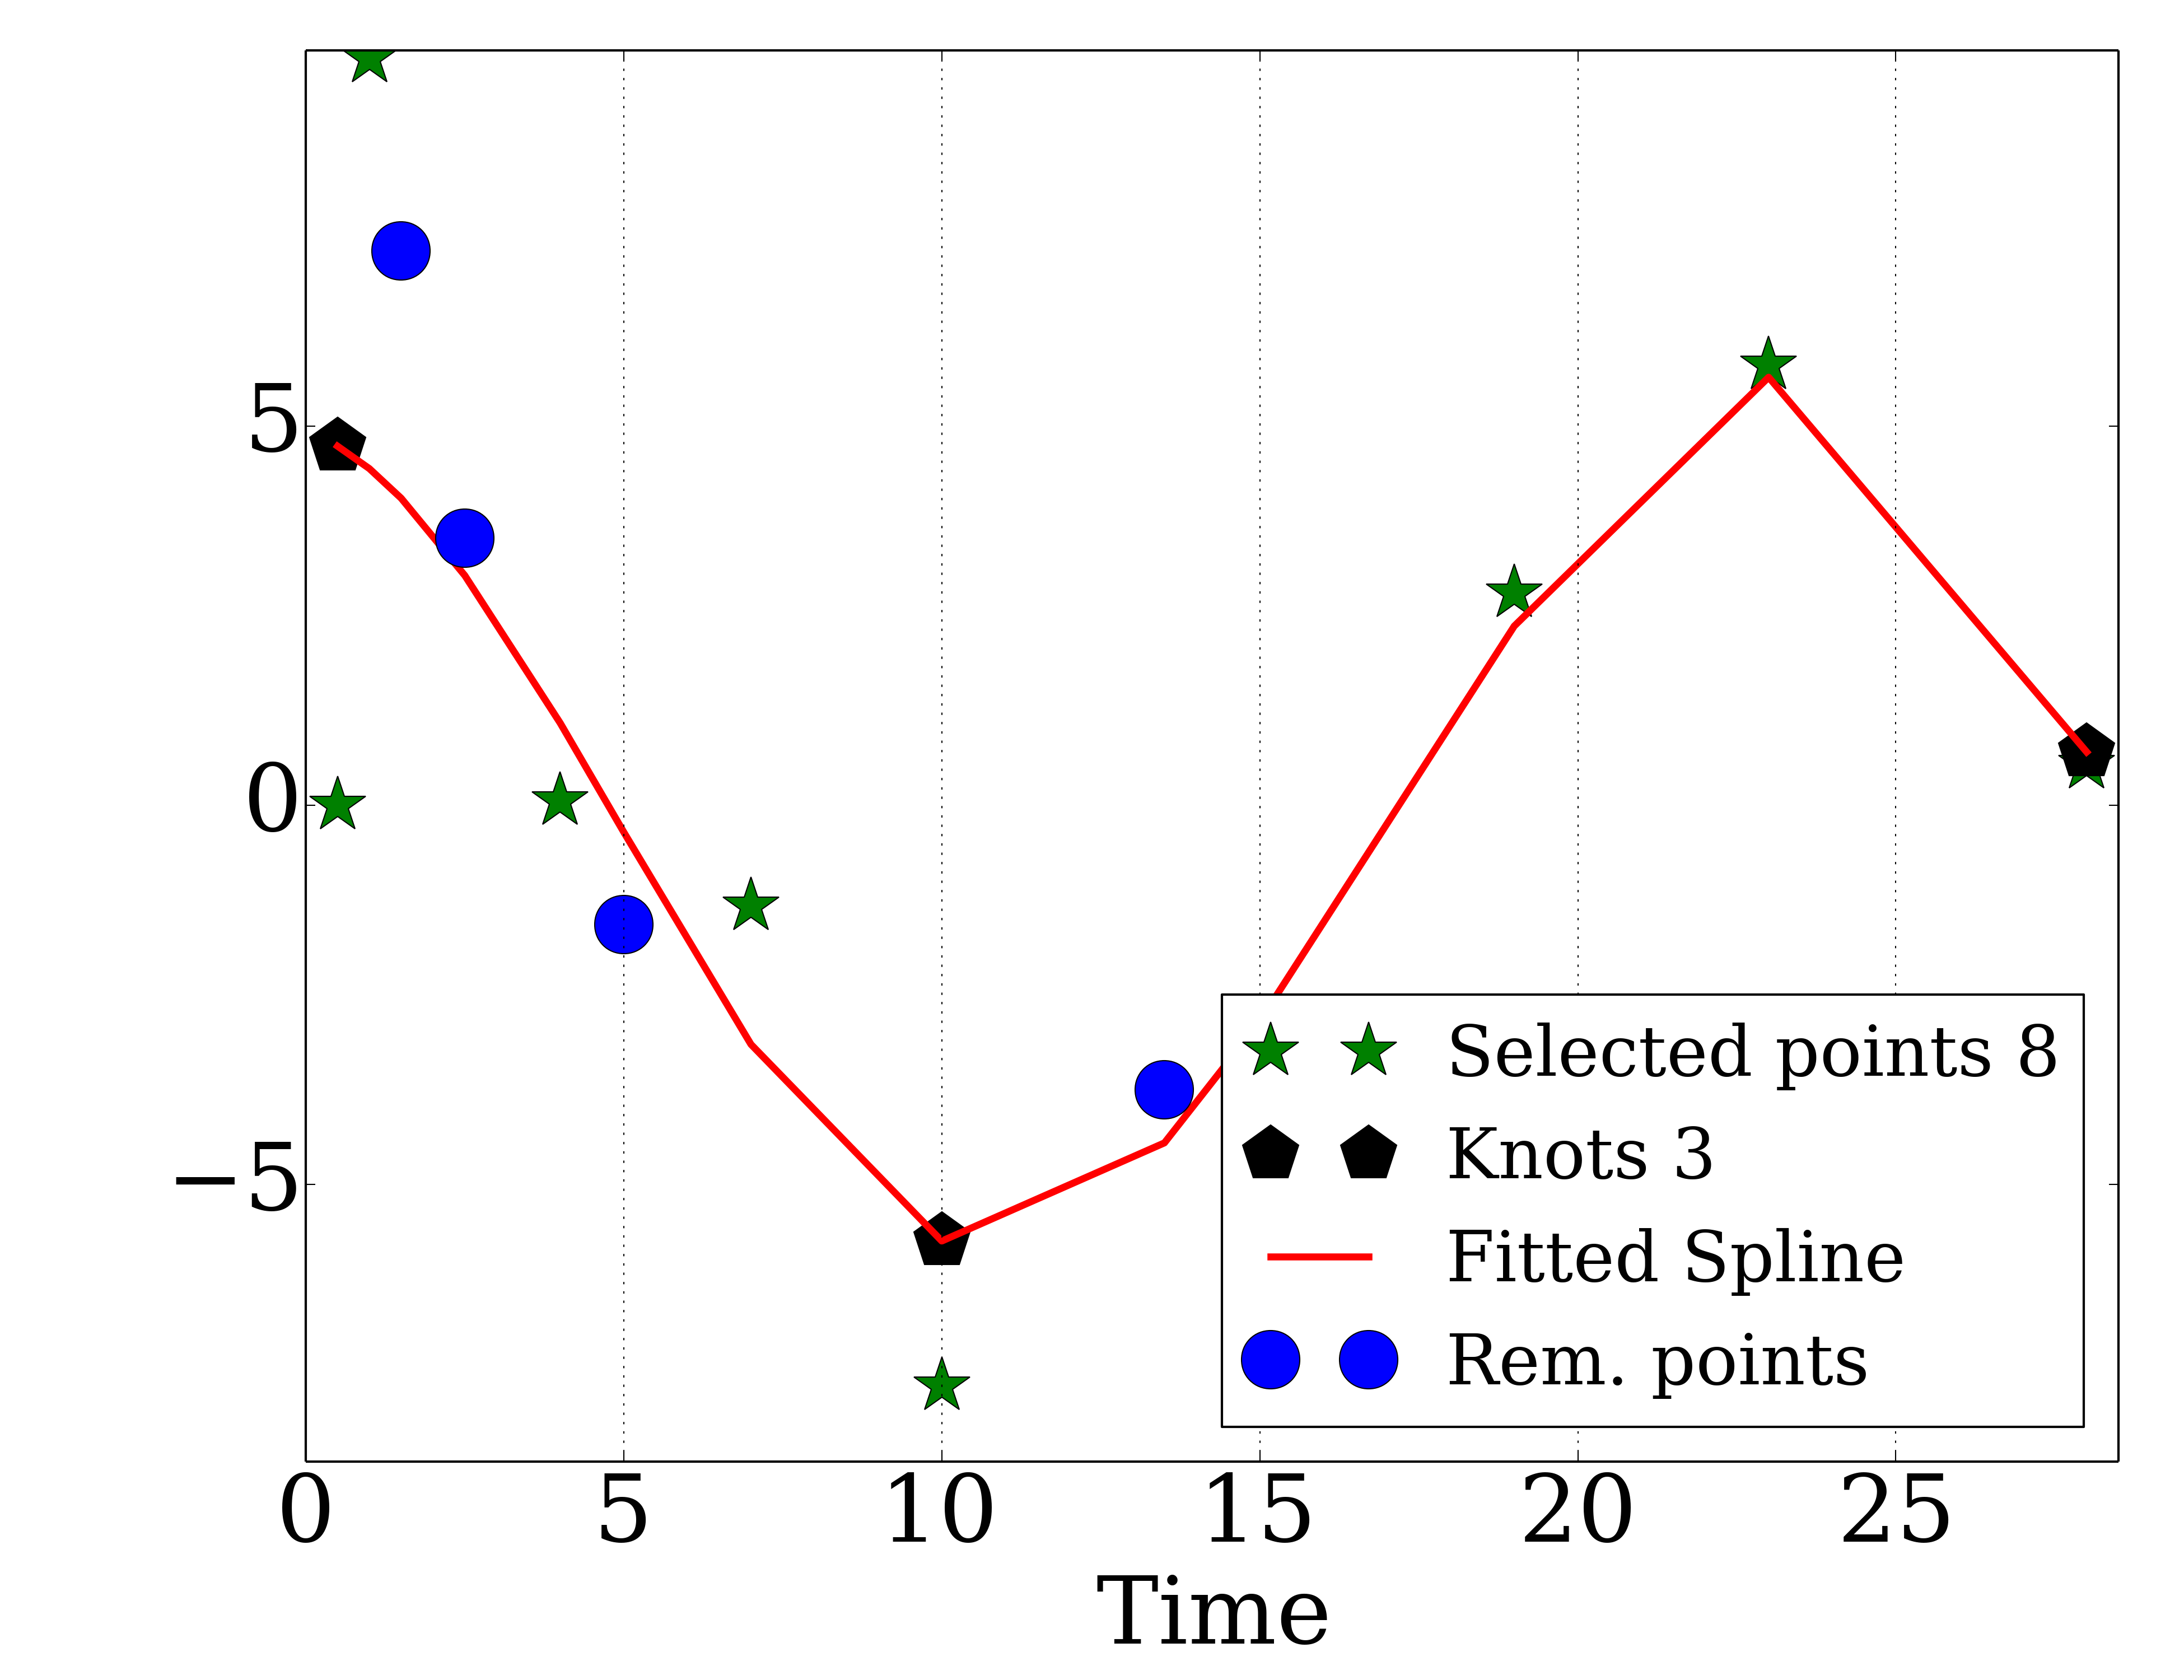 5
0
−5
Selected points 8
Knots 3
Fitted Spline
Rem. points
0 5 10 15 20 25
Time